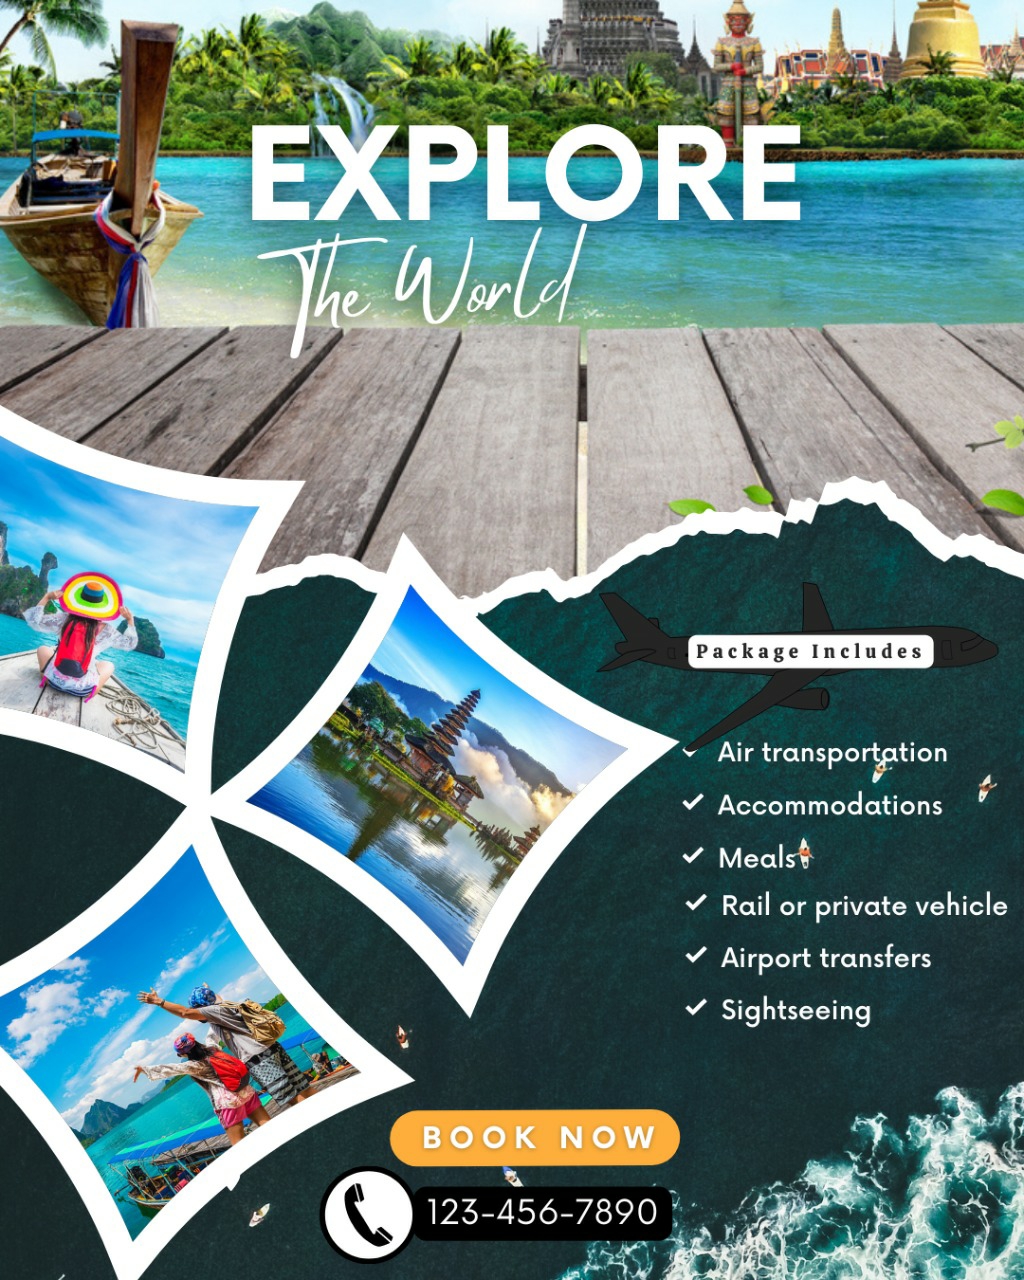 EXPLORE
The World
Package Includes
Air transportation
Accommodations
Meals
Rail or private vehicle
Airport transfers
Sightseeing
BOOK NOW
123-456-7890